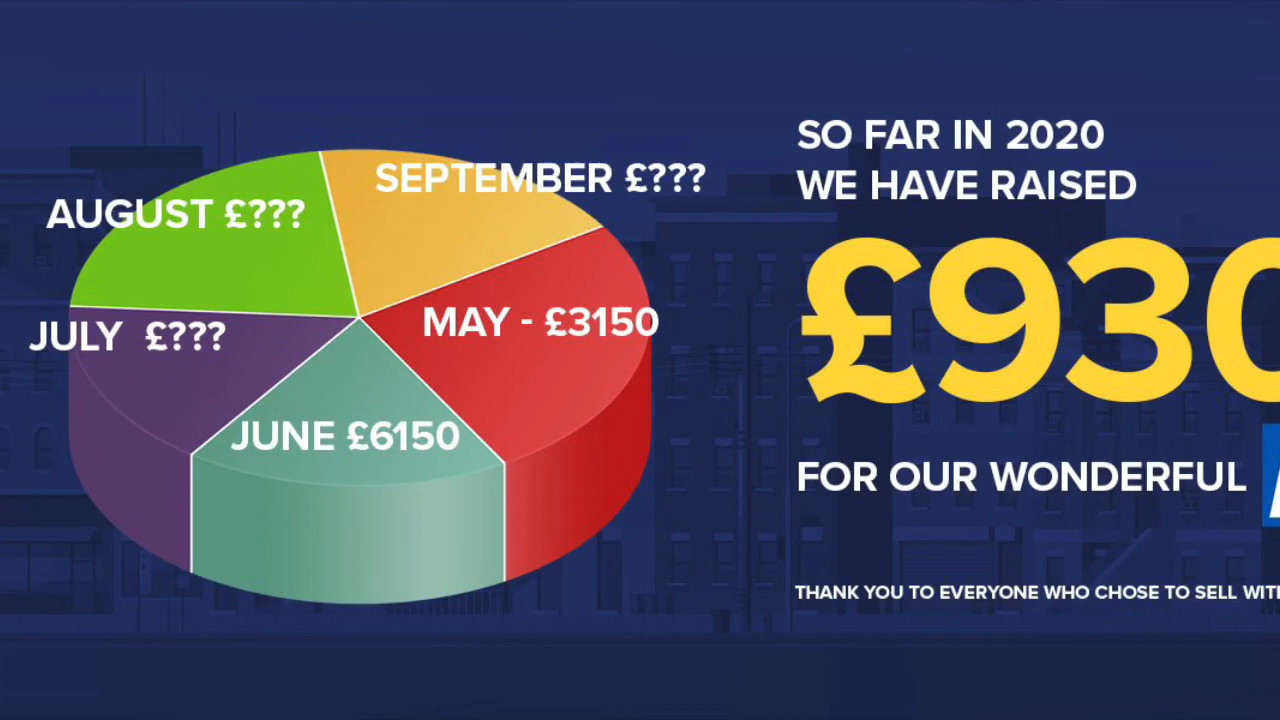 SEPTEMBER £???
AUGUST £???
MAY - £3150
JULY £???
JUNE £6150
SO FAR IN 2020
WE HAVE RAISED
£930
FOR OUR WONDERFUL
THANK YOU TO EVERYONE WHO CHOSE TO SELL WITH